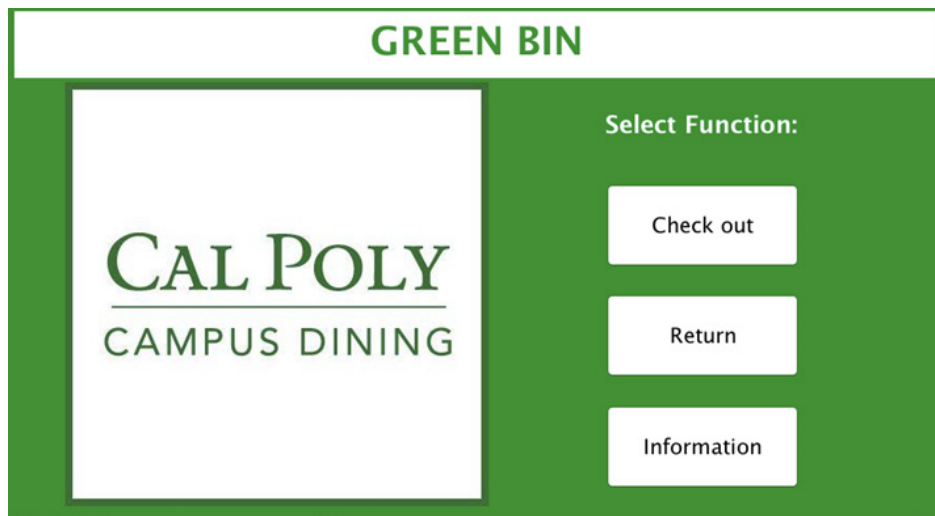 GREEN BIN
CAL POLY
CAMPUS DINING
Select Function:
Check out
Return
Information